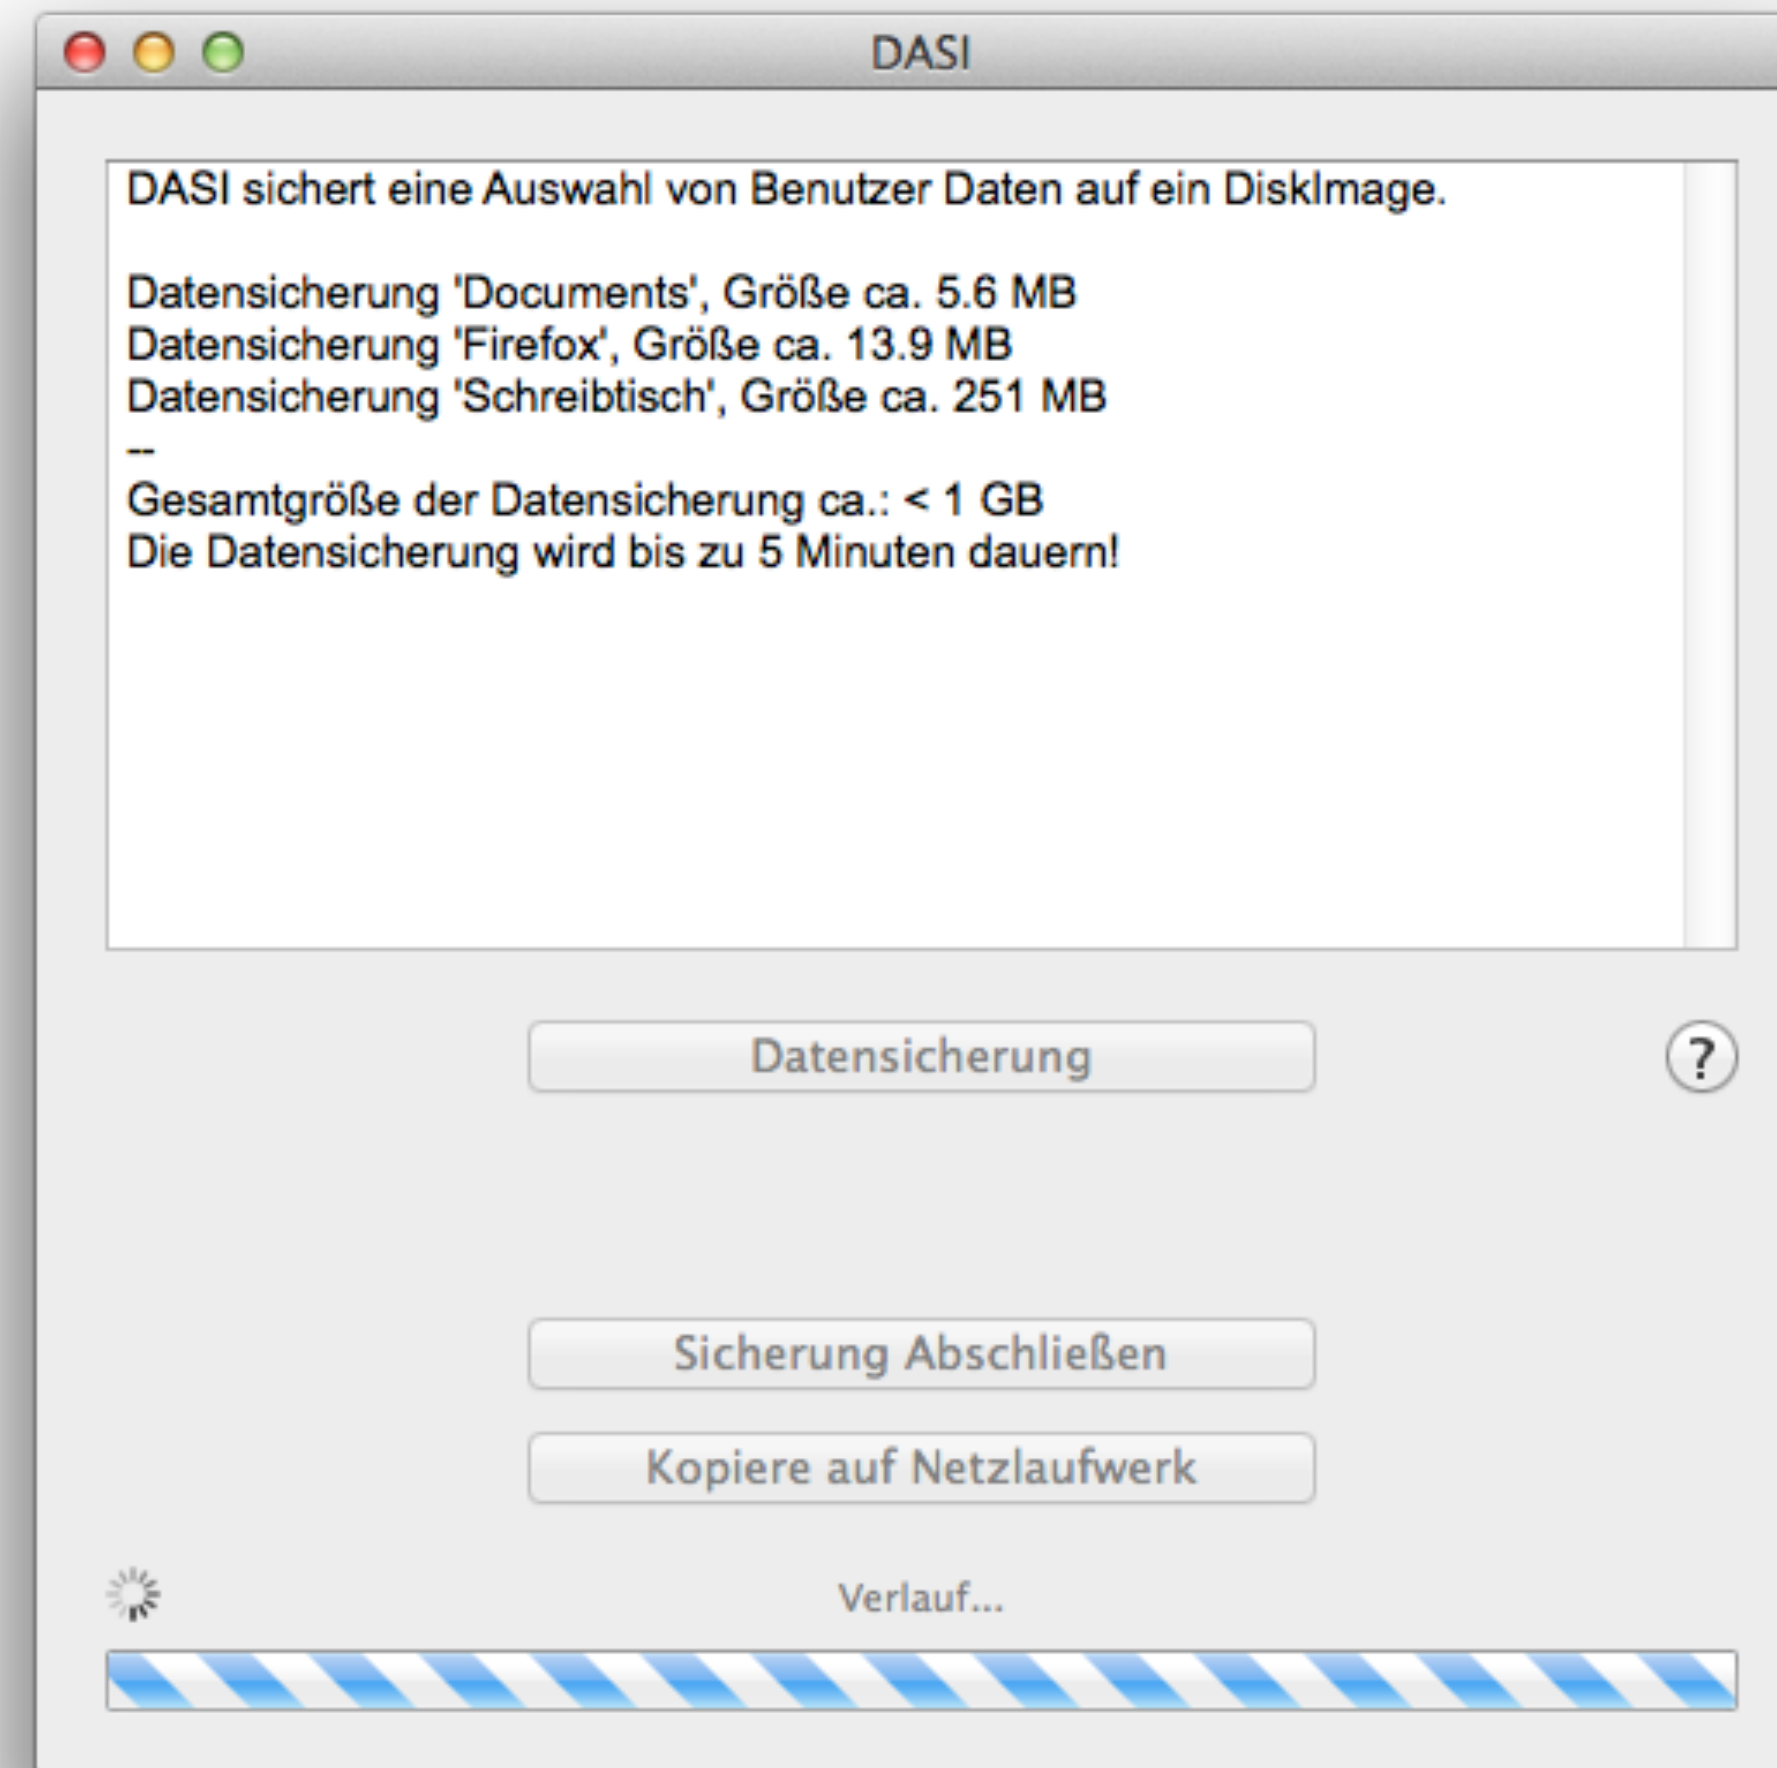 DASI
DASI sichert eine Auswahl von Benutzer Daten auf ein DiskImage.
Datensicherung 'Documents', Größe ca. 5.6 MB
Datensicherung 'Firefox', Größe ca. 13.9 MB
Datensicherung 'Schreibtisch', Größe ca. 251 MB
--
Gesamtgröße der Datensicherung ca.: < 1 GB
Die Datensicherung wird bis zu 5 Minuten dauern!
Datensicherung
?
Sicherung Abschließen
Kopiere auf Netzlaufwerk
Verlauf...